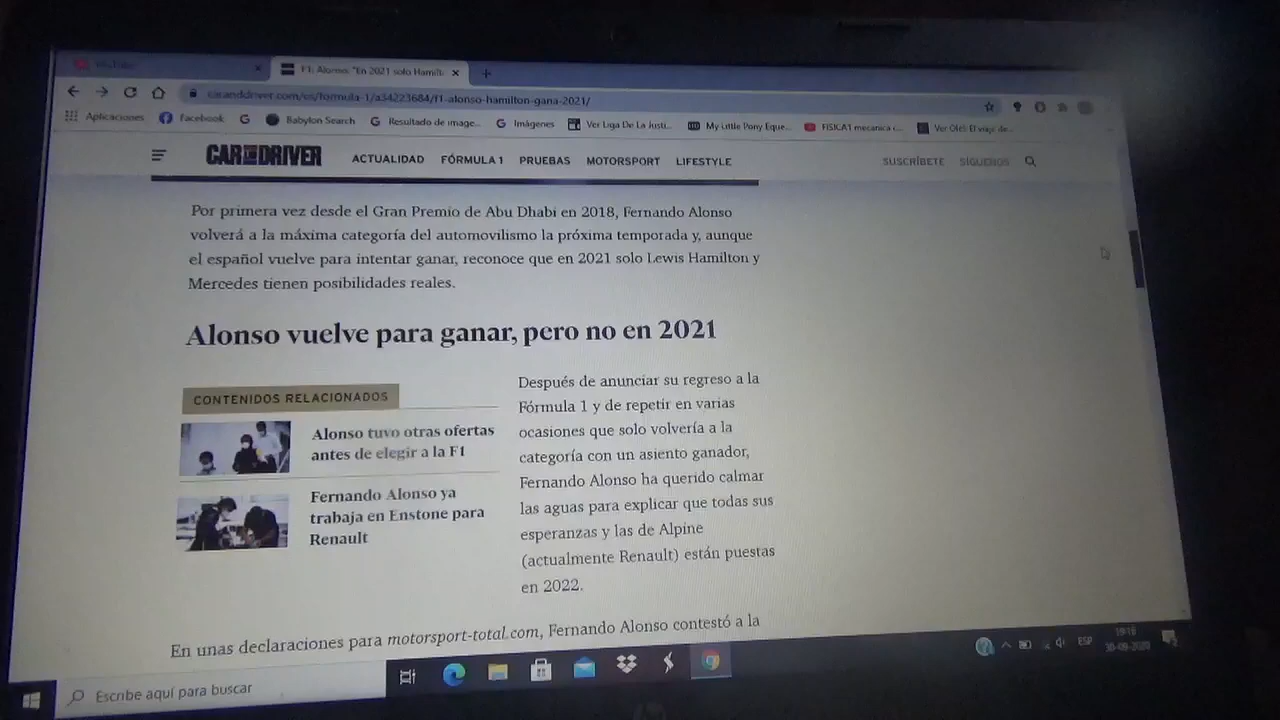 YouTube
F1: Alonso: "En 2021 solo Hamilt
caranddriver.com/es/formula-1/a34223684/f1-alonso-hamilton-gana-2021/
Aplicaciones Facebook Babylon Search Resultado de image... Imágenes Ver Liga De La Justi... My Little Pony Eque... FISICA1 mecanica c...
CAR AND DRIVER ACTUALIDAD FÓRMULA 1 PRUEBAS MOTORSPORT LIFESTYLE SUSCRÍBETE SÍGUENOS
Por primera vez desde el Gran Premio de Abu Dhabi en 2018, Fernando Alonso
volverá a la máxima categoría del automovilismo la próxima temporada y, aunque
el español vuelve para intentar ganar, reconoce que en 2021 solo Lewis Hamilton y
Mercedes tienen posibilidades reales.
Alonso vuelve para ganar, pero no en 2021
CONTENIDOS RELACIONADOS
Alonso tuvo otras ofertas
antes de elegir a la F1
Fernando Alonso ya
trabaja en Enstone para
Renault
Después de anunciar su regreso a la
Fórmula 1 y de repetir en varias
ocasiones que solo volvería a la
categoría con un asiento ganador,
Fernando Alonso ha querido calmar
las aguas para explicar que todas sus
esperanzas y las de Alpine
(actualmente Renault) están puestas
en 2022.
En unas declaraciones para motorsport-total.com, Fernando Alonso contestó a la
Escribe aquí para buscar
ESP
19:18
30-09-2020